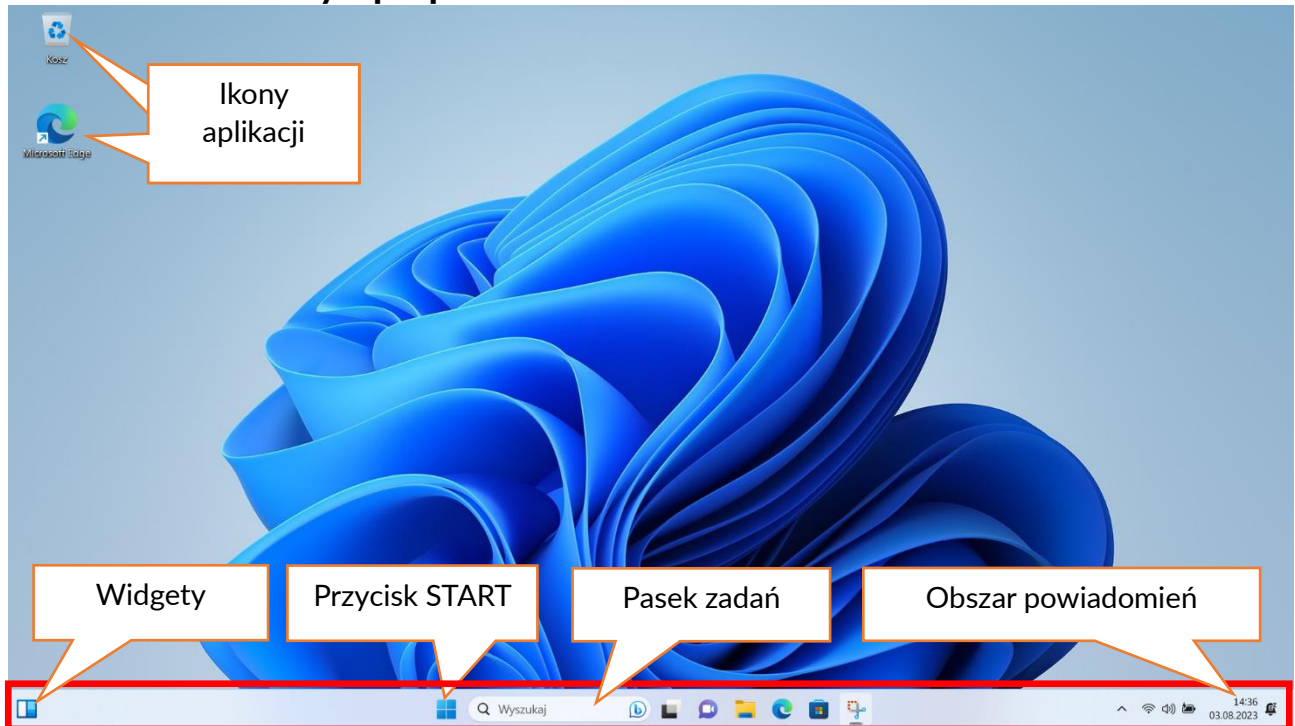 Kosz
Ikony
aplikacji
Microsoft Edge
Widgety
Przycisk START
Pasek zadań
Obszar powiadomień
Wyszukaj
14:36
03.08.2023